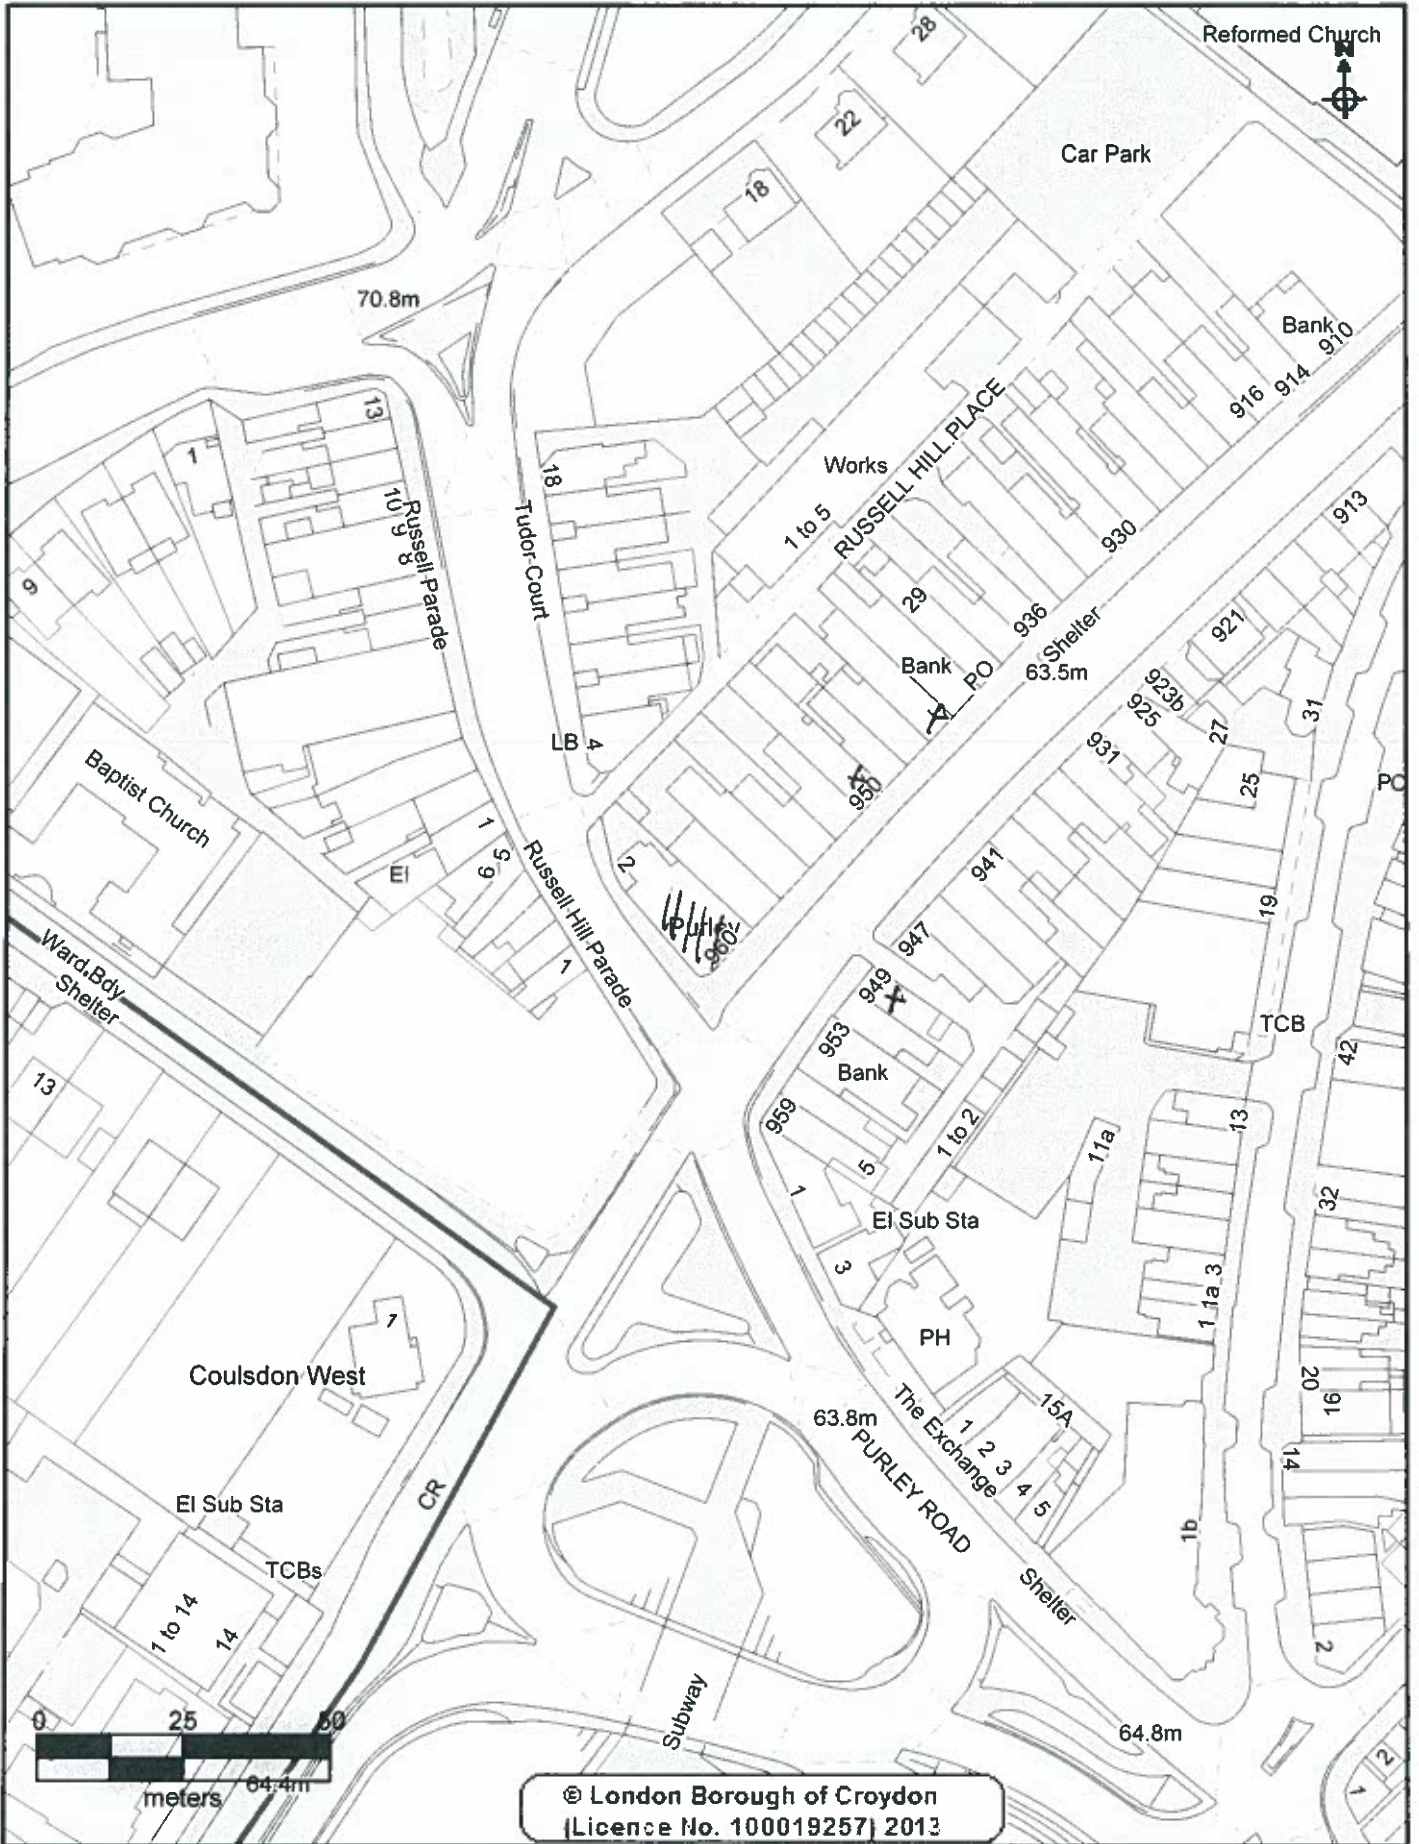 Reformed Church
N
28
22
Car Park
18
70.8m
Bank
910
914
916
13
1
RUSSELL HILL PLACE
Works
18
10
9
8
Russell Parade
Tudor Court
1 to 5
930
913
9
29
936
Shelter
921
Bank
PO
63.5m
923b
925
27
31
931
LB
4
25
Baptist Church
950
1
5
6
El
Russell Hill Parade
2
941
19
Purley
960
947
Ward Bdy
Shelter
1
949
953
TCB
42
Bank
13
959
1 to 2
11a
13
5
1
32
El Sub Sta
3
3
11a
1
1
PH
Coulsdon West
20
16
63.8m
The Exchange
15A
1
2
3
4
5
PURLEY ROAD
14
CR
El Sub Sta
TCBs
1b
1 to 14
14
Shelter
2
Subway
64.8m
0 25 50
meters
64.4m
2
1
© London Borough of Croydon
(Licence No. 100019257) 2013